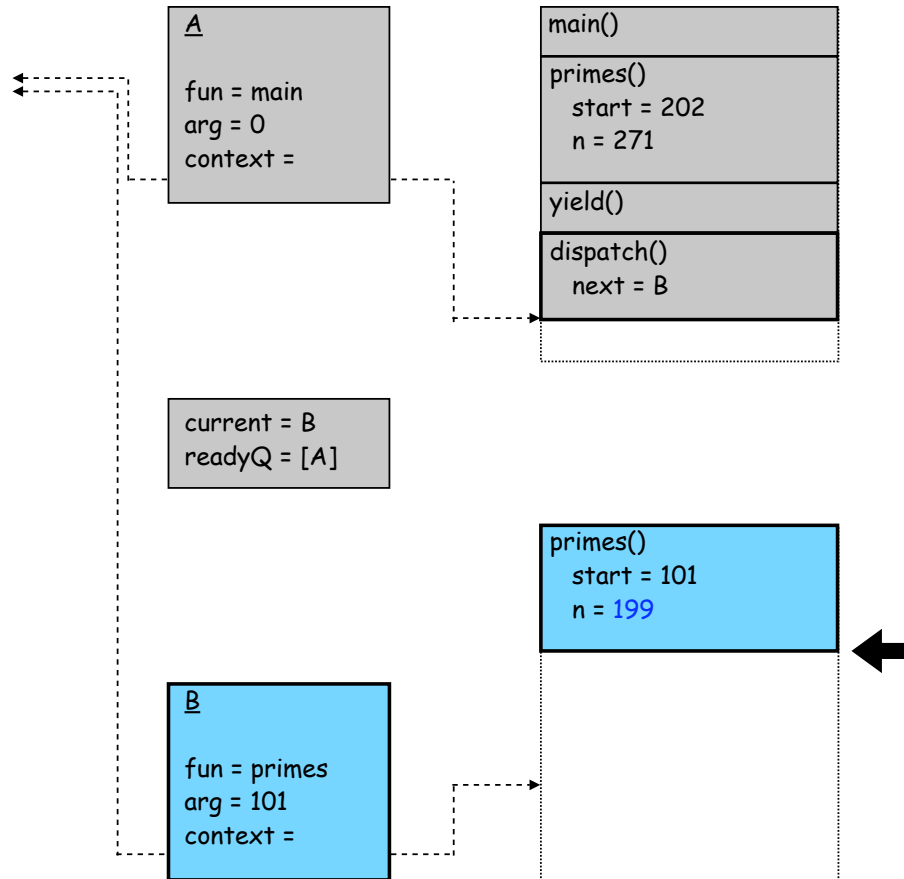 A
fun = main
arg = 0
context =
main()
primes()
start = 202
n = 271
yield()
dispatch()
next = B
current = B
readyQ = [A]
primes()
start = 101
n = 199
B
fun = primes
arg = 101
context =